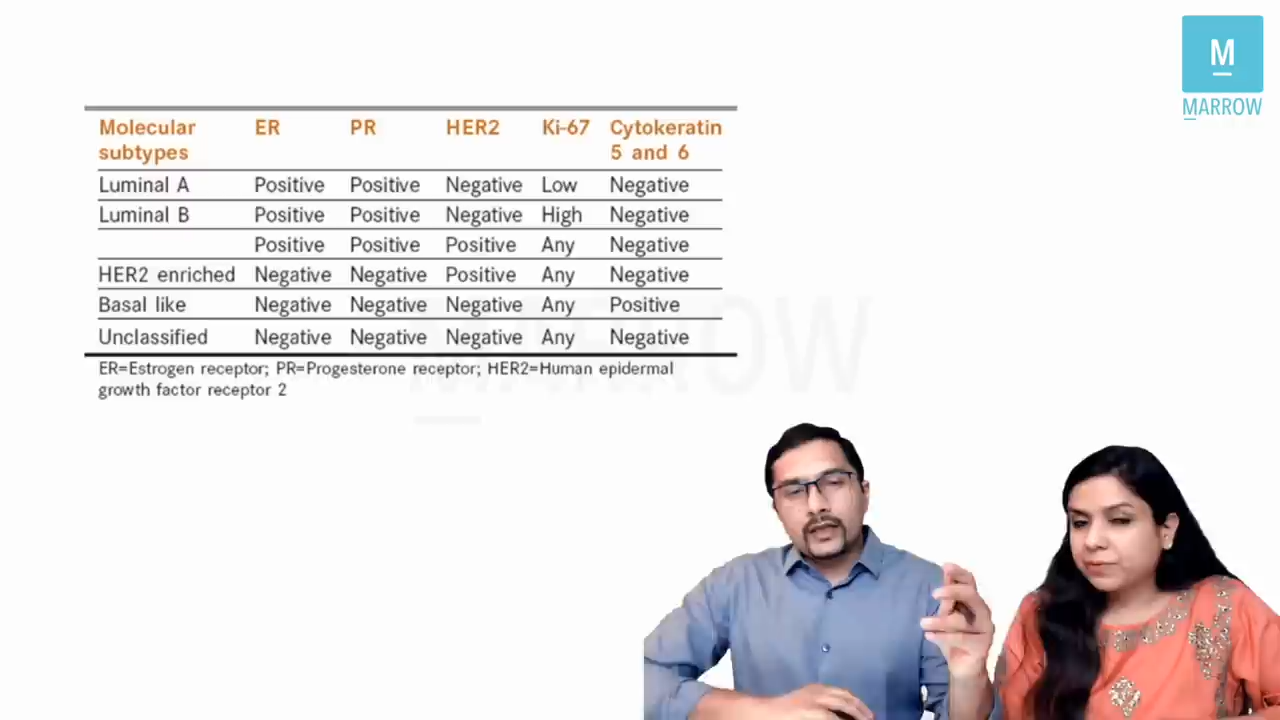 M
MARROW
Molecular subtypes ER PR HER2 Ki-67 Cytokeratin 5 and 6
Luminal A Positive Positive Negative Low Negative
Luminal B Positive Positive Negative High Negative
Positive Positive Positive Any Negative
HER2 enriched Negative Negative Positive Any Negative
Basal like Negative Negative Negative Any Positive
Unclassified Negative Negative Negative Any Negative
ER=Estrogen receptor; PR=Progesterone receptor; HER2=Human epidermal
growth factor receptor 2
MARROW